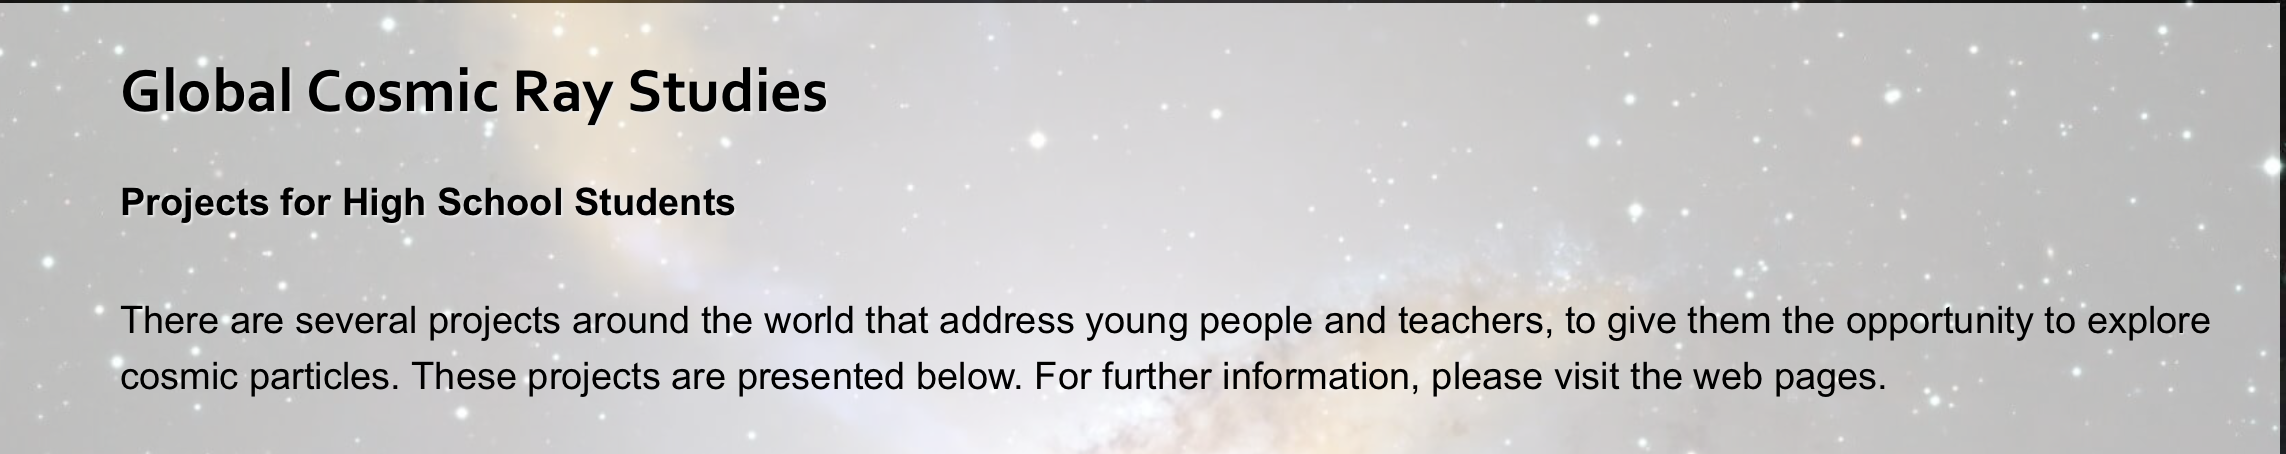 Global Cosmic Ray Studies
Projects for High School Students
There are several projects around the world that address young people and teachers, to give them the opportunity to explore
cosmic particles. These projects are presented below. For further information, please visit the web pages.